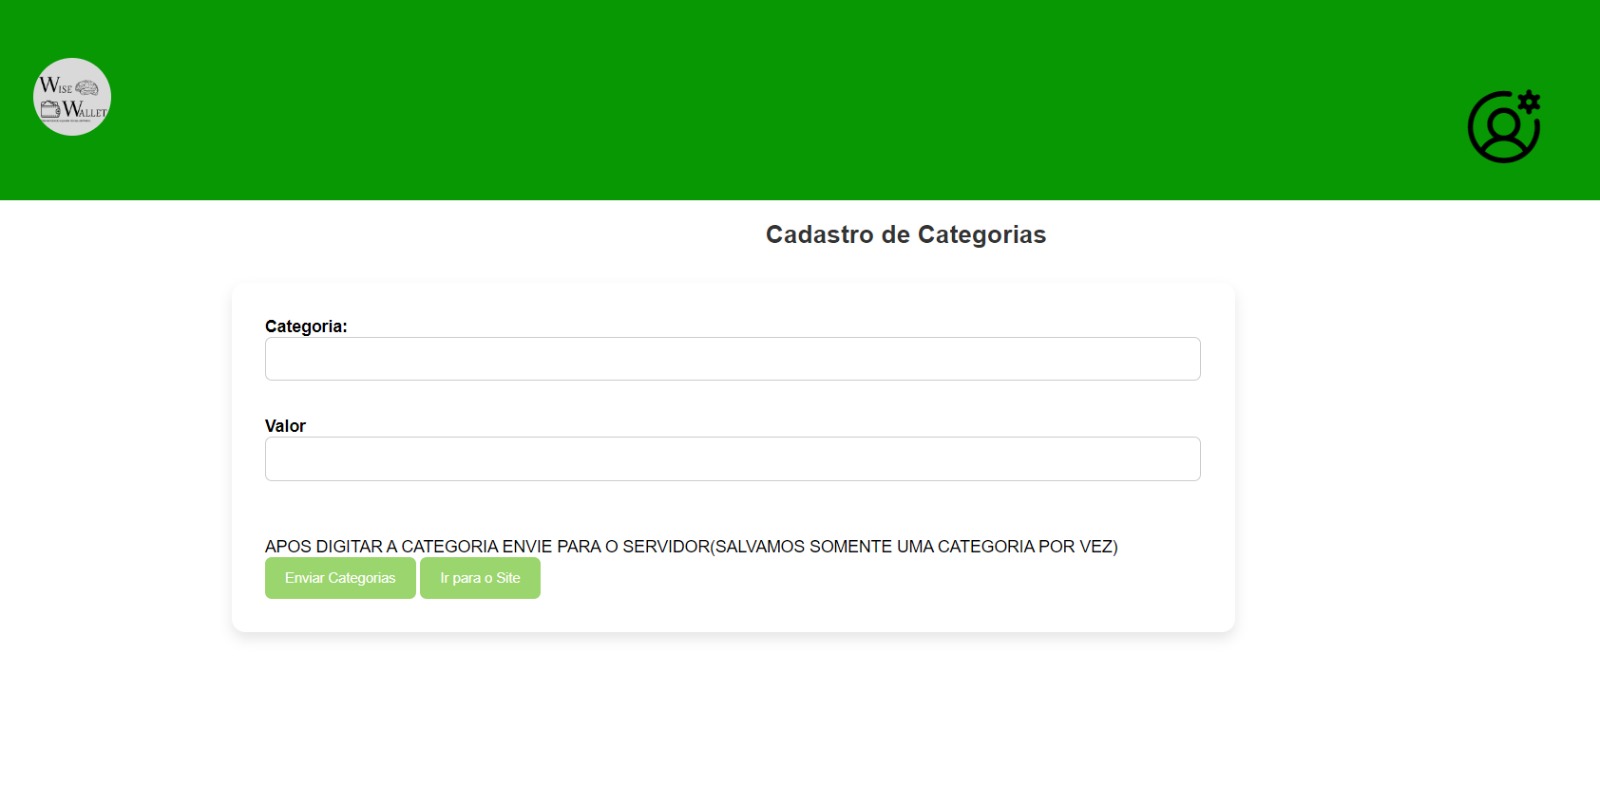 WISE
WALLET
Cadastro de Categorias
Categoria:
Valor
APOS DIGITAR A CATEGORIA ENVIE PARA O SERVIDOR(SALVAMOS SOMENTE UMA CATEGORIA POR VEZ)
Enviar Categorias
Ir para o Site